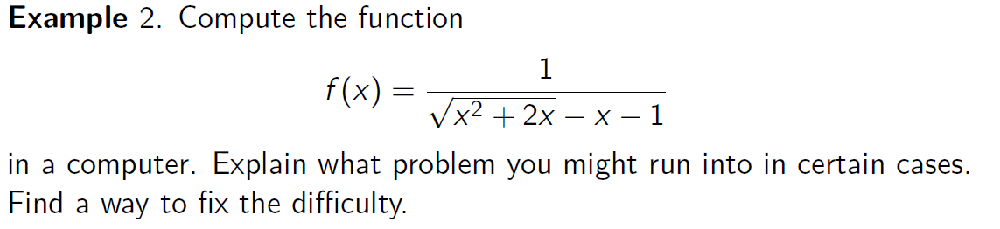 Example 2. Compute the function
f(x) = 1 / (√(x² + 2x) − x − 1)
in a computer. Explain what problem you might run into in certain cases.
Find a way to fix the difficulty.